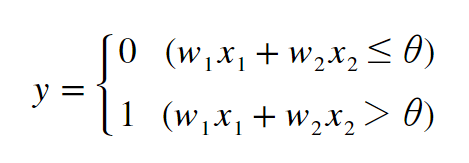 y = { 0 (w₁x₁ + w₂x₂ ≤ θ)
1 (w₁x₁ + w₂x₂ > θ)